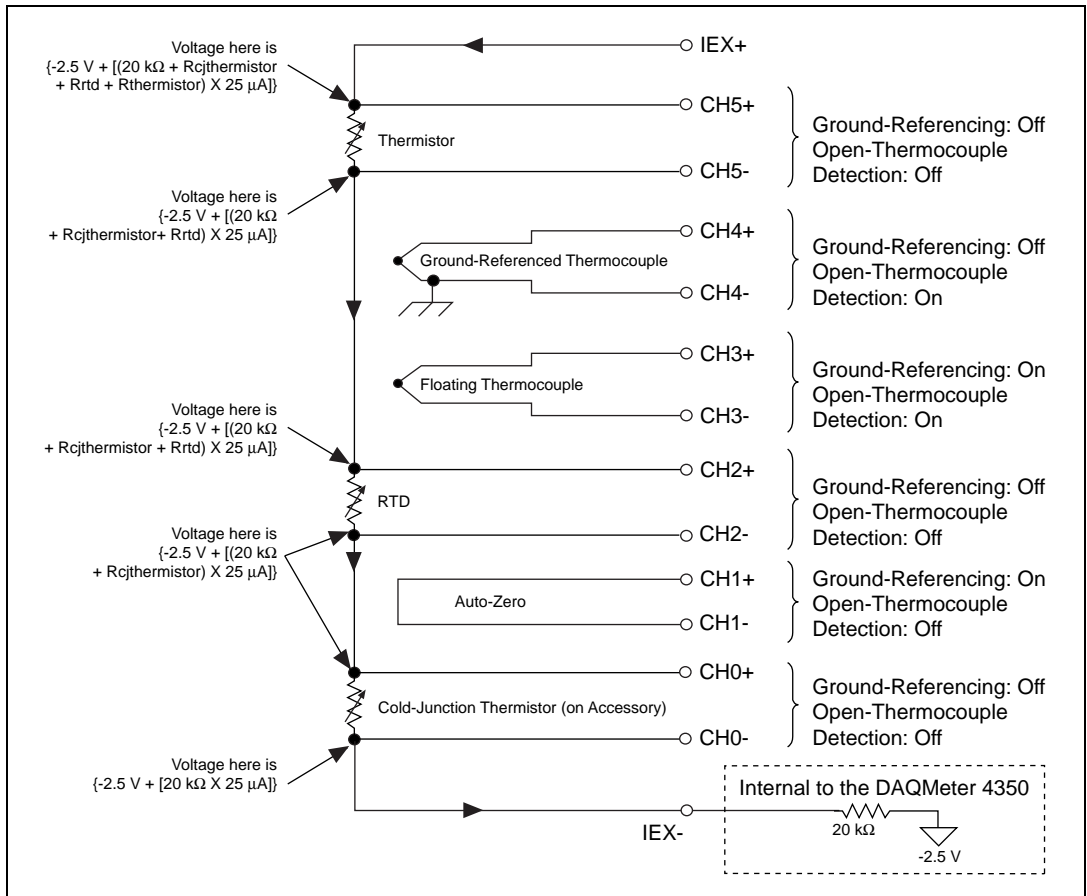 Voltage here is
{-2.5 V + [(20 kΩ + Rcjthermistor
+ Rrtd + Rthermistor) X 25 µA]}
IEX+
CH5+
Thermistor
CH5-
Ground-Referencing: Off
Open-Thermocouple
Detection: Off
Voltage here is
{-2.5 V + [(20 kΩ
+ Rcjthermistor+ Rrtd) X 25 µA]}
CH4+
Ground-Referenced Thermocouple
CH4-
Ground-Referencing: Off
Open-Thermocouple
Detection: On
CH3+
Floating Thermocouple
CH3-
Ground-Referencing: On
Open-Thermocouple
Detection: On
Voltage here is
{-2.5 V + [(20 kΩ
+ Rcjthermistor + Rrtd) X 25 µA]}
CH2+
RTD
CH2-
Ground-Referencing: Off
Open-Thermocouple
Detection: Off
Voltage here is
{-2.5 V + [(20 kΩ
+ Rcjthermistor) X 25 µA]}
CH1+
Auto-Zero
CH1-
Ground-Referencing: On
Open-Thermocouple
Detection: Off
CH0+
Cold-Junction Thermistor (on Accessory)
CH0-
Ground-Referencing: Off
Open-Thermocouple
Detection: Off
Voltage here is
{-2.5 V + [20 kΩ X 25 µA]}
IEX-
Internal to the DAQMeter 4350
20 kΩ
-2.5 V